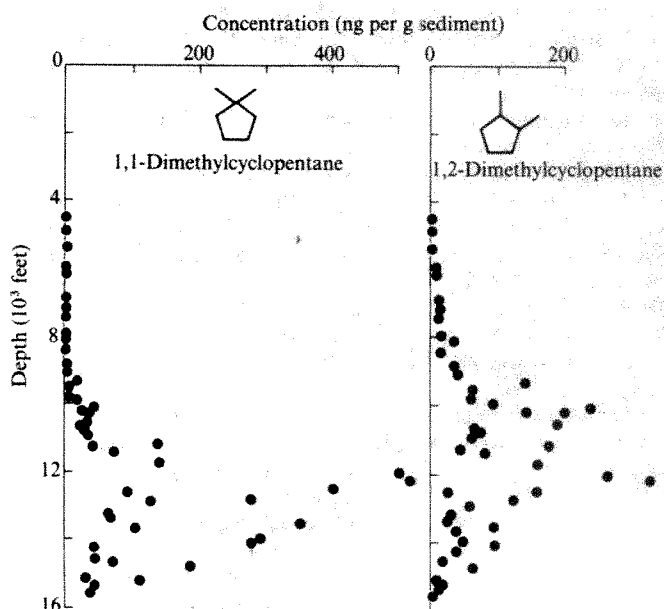 Concentration (ng per g sediment)
0 200 400 0 200
0
1,1-Dimethylcyclopentane
1,2-Dimethylcyclopentane
4
8
12
16
Depth (10³ feet)